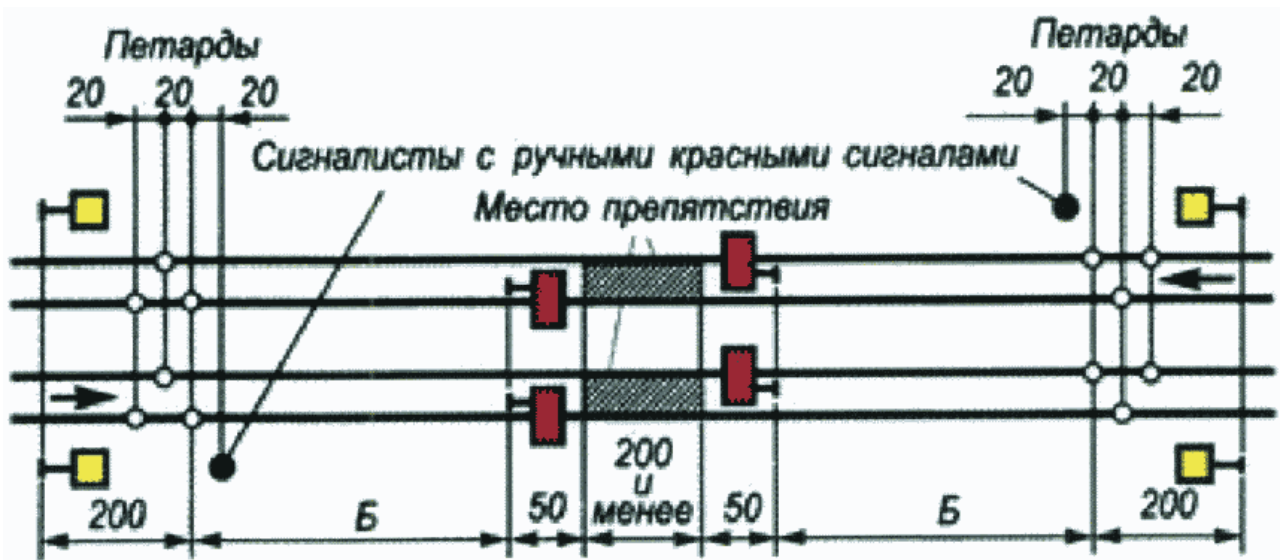 Петарды
20 20 20
Петарды
20 20 20
Сигналисты с ручными красными сигналами
Место препятствия
200
Б
50
200
и
менее
50
Б
200